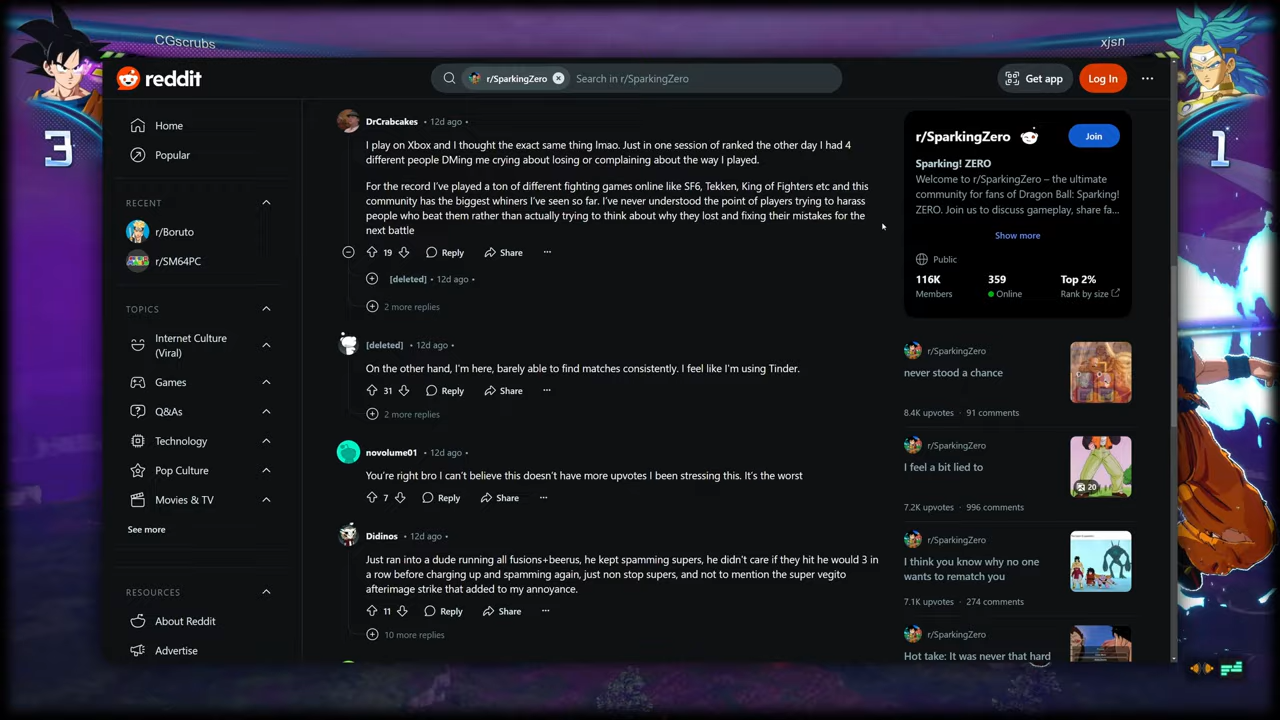 CGscrubs
xjsn
3
1
reddit
r/SparkingZero
Search in r/SparkingZero
Get app
Log In
Home
Popular
RECENT
r/Boruto
r/SM64PC
TOPICS
Internet Culture
(Viral)
Games
Q&As
Technology
Pop Culture
Movies & TV
See more
RESOURCES
About Reddit
Advertise
DrCrabcakes • 12d ago •
I play on Xbox and I thought the exact same thing lmao. Just in one session of ranked the other day I had 4
different people DMing me crying about losing or complaining about the way I played.
For the record I've played a ton of different fighting games online like SF6, Tekken, King of Fighters etc and this
community has the biggest whiners I've seen so far. I've never understood the point of players trying to harass
people who beat them rather than actually trying to think about why they lost and fixing their mistakes for the
next battle
19 Reply Share ...
[deleted] • 12d ago •
2 more replies
[deleted] • 12d ago •
On the other hand, I'm here, barely able to find matches consistently. I feel like I'm using Tinder.
31 Reply Share ...
2 more replies
novolume01 • 12d ago •
You're right bro I can't believe this doesn't have more upvotes I been stressing this. It's the worst
7 Reply Share ...
Didinos • 12d ago •
Just ran into a dude running all fusions+beerus, he kept spamming supers, he didn't care if they hit he would 3 in
a row before charging up and spamming again, just non stop supers, and not to mention the super vegito
afterimage strike that added to my annoyance.
11 Reply Share ...
10 more replies
r/SparkingZero
Join
Sparking! ZERO
Welcome to r/SparkingZero – the ultimate
community for fans of Dragon Ball: Sparking!
ZERO. Join us to discuss gameplay, share fa...
Show more
Public
116K 359 Top 2%
Members Online Rank by size
r/SparkingZero
never stood a chance
8.4K upvotes • 91 comments
r/SparkingZero
I feel a bit lied to
20
7.2K upvotes • 996 comments
r/SparkingZero
I think you know why no one
wants to rematch you
7.1K upvotes • 274 comments
r/SparkingZero
Hot take: It was never that hard